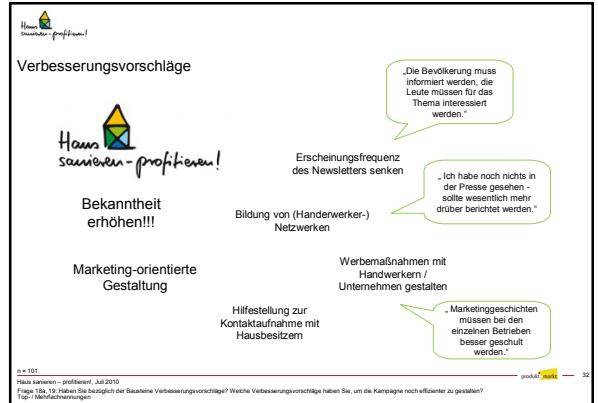 Haus
sanieren - profitieren!
Verbesserungsvorschläge
„Die Bevölkerung muss
informiert werden, die
Leute müssen für das
Thema interessiert
werden.“
Haus
sanieren - profitieren!
Erscheinungsfrequenz
des Newsletters senken
„ Ich habe noch nichts in
der Presse gesehen -
sollte wesentlich mehr
drüber berichtet werden.“
Bekanntheit
erhöhen!!!
Bildung von (Handerwerker-)
Netzwerken
Werbemaßnahmen mit
Handwerkern /
Unternehmen gestalten
Marketing-orientierte
Gestaltung
Hilfestellung zur
Kontaktaufnahme mit
Hausbesitzern
„ Marketinggeschichten
müssen bei den
einzelnen Betrieben
besser geschult
werden.“
n = 101
produkt markt
32
Haus sanieren – profitieren!, Juli 2010
Frage 18a, 19: Haben Sie bezüglich der Bausteine Verbesserungsvorschläge? Welche Verbesserungsvorschläge haben Sie, um die Kampagne noch effizienter zu gestalten?
Top- / Mehrfachnennungen